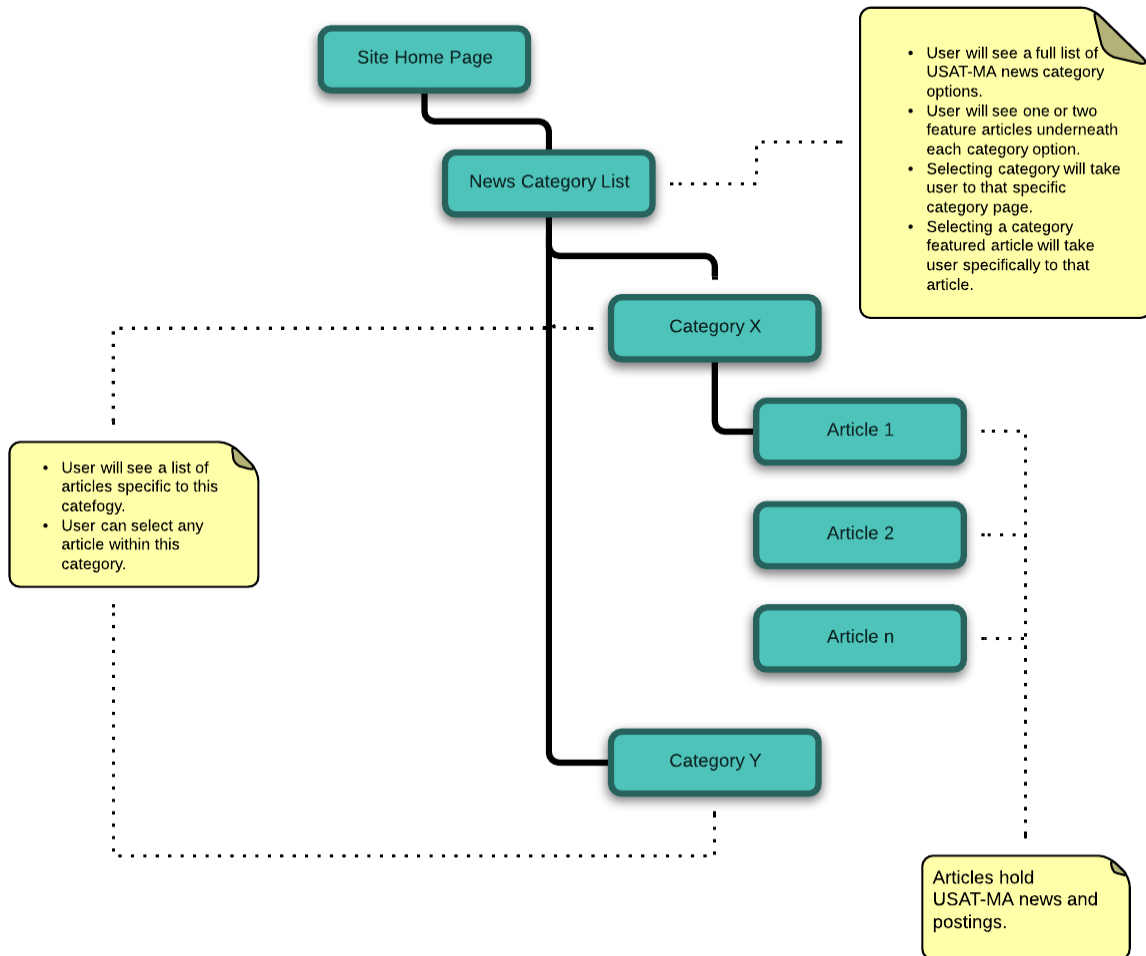 Site Home Page
• User will see a full list of
USAT-MA news category
options.
• User will see one or two
feature articles underneath
each category option.
• Selecting category will take
user to that specific
category page.
• Selecting a category
featured article will take
user specifically to that
article.
News Category List
Category X
Article 1
• User will see a list of
articles specific to this
catefogy.
• User can select any
article within this
category.
Article 2
Article n
Category Y
Articles hold
USAT-MA news and
postings.